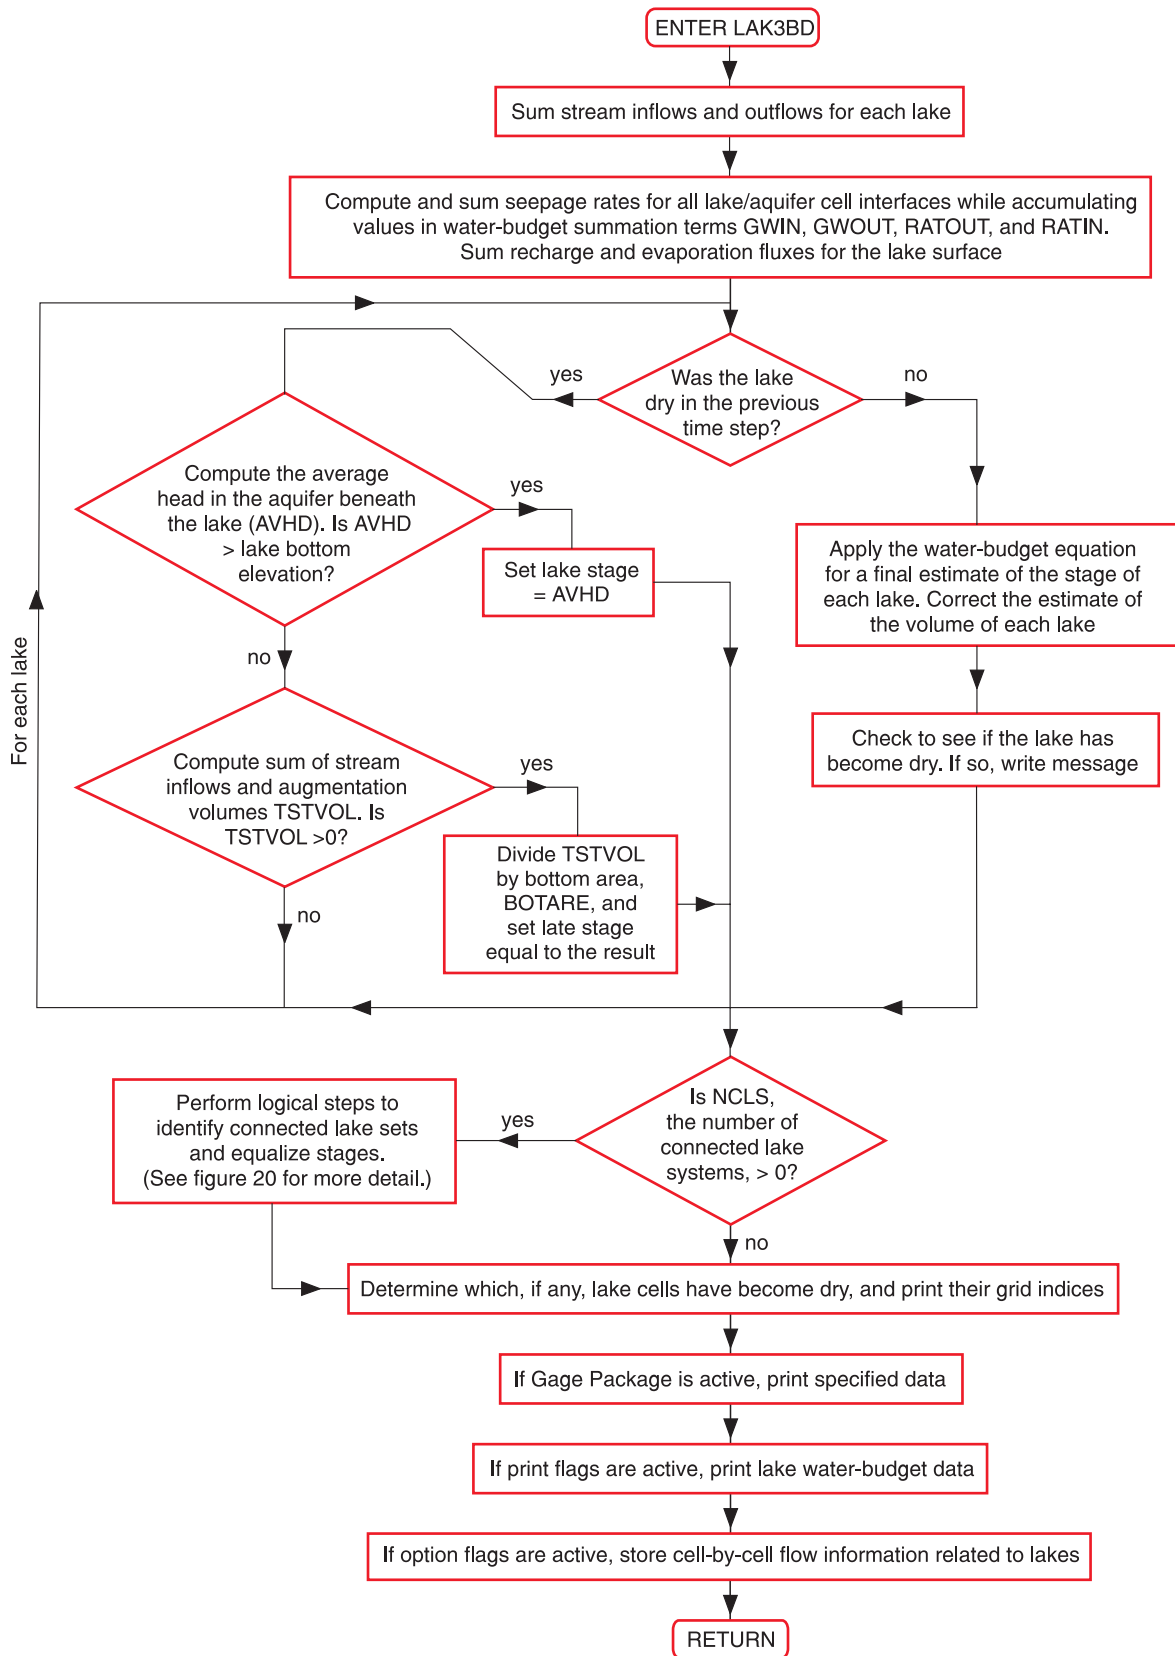 ENTER LAK3BD
Sum stream inflows and outflows for each lake
Compute and sum seepage rates for all lake/aquifer cell interfaces while accumulating
values in water-budget summation terms GWIN, GWOUT, RATOUT, and RATIN.
Sum recharge and evaporation fluxes for the lake surface
Was the lake
dry in the previous
time step?
yes
no
Compute the average
head in the aquifer beneath
the lake (AVHD). Is AVHD
> lake bottom
elevation?
yes
Set lake stage
= AVHD
no
Apply the water-budget equation
for a final estimate of the stage of
each lake. Correct the estimate of
the volume of each lake
Check to see if the lake has
become dry. If so, write message
For each lake
Compute sum of stream
inflows and augmentation
volumes TSTVOL. Is
TSTVOL >0?
yes
Divide TSTVOL
by bottom area,
BOTARE, and
set late stage
equal to the result
no
Is NCLS,
the number of
connected lake
systems, > 0?
yes
Perform logical steps to
identify connected lake sets
and equalize stages.
(See figure 20 for more detail.)
no
Determine which, if any, lake cells have become dry, and print their grid indices
If Gage Package is active, print specified data
If print flags are active, print lake water-budget data
If option flags are active, store cell-by-cell flow information related to lakes
RETURN